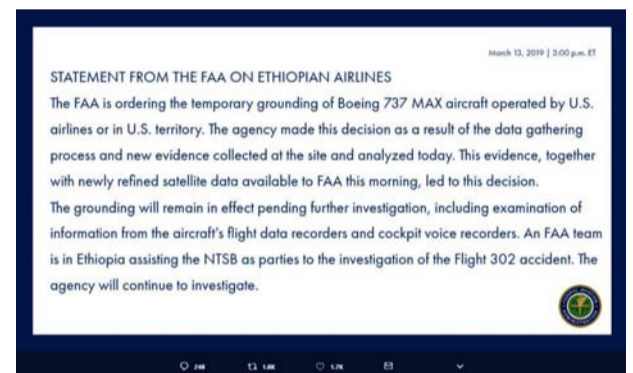 March 13, 2019 | 3:00 p.m. ET
STATEMENT FROM THE FAA ON ETHIOPIAN AIRLINES
The FAA is ordering the temporary grounding of Boeing 737 MAX aircraft operated by U.S.
airlines or in U.S. territory. The agency made this decision as a result of the data gathering
process and new evidence collected at the site and analyzed today. This evidence, together
with newly refined satellite data available to FAA this morning, led to this decision.
The grounding will remain in effect pending further investigation, including examination of
information from the aircraft's flight data recorders and cockpit voice recorders. An FAA team
is in Ethiopia assisting the NTSB as parties to the investigation of the Flight 302 accident. The
agency will continue to investigate.
1.8K 1.7K